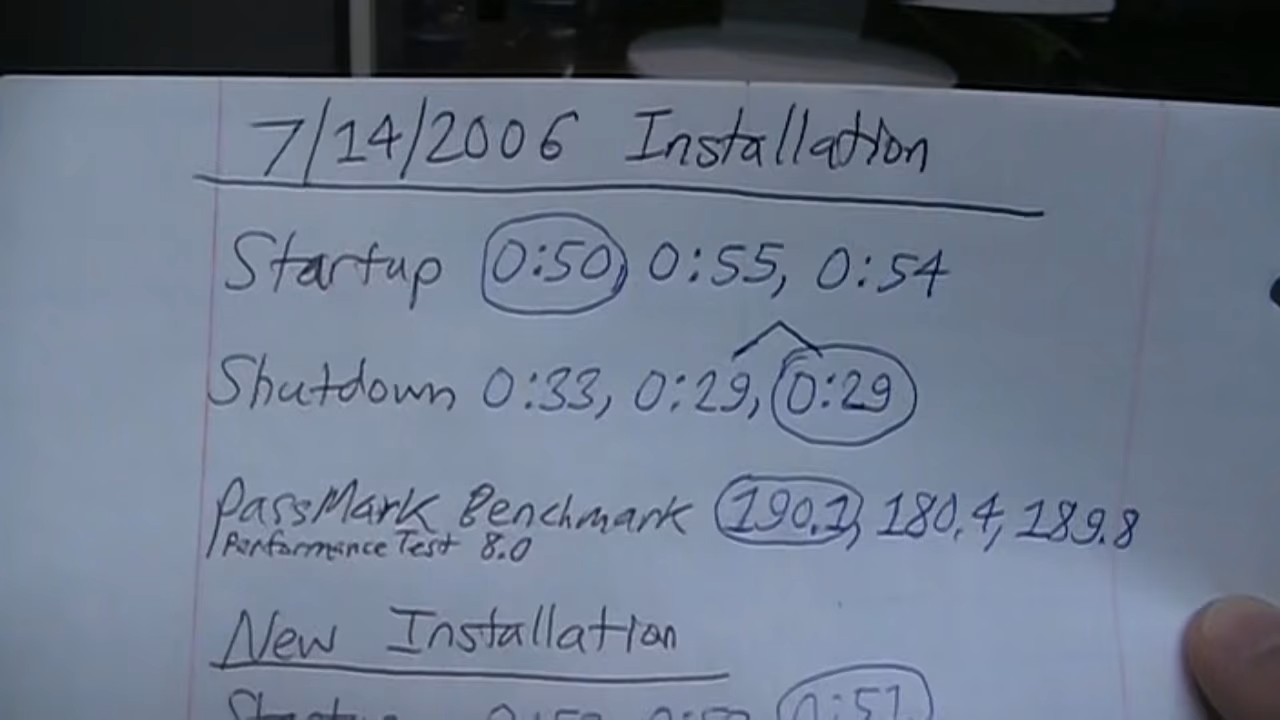 7/14/2006 Installation
Startup 0:50, 0:55, 0:54
Shutdown 0:33, 0:29, 0:29
PassMark Benchmark 190.1, 180.4, 189.8
Performance Test 8.0
New Installation
Startup